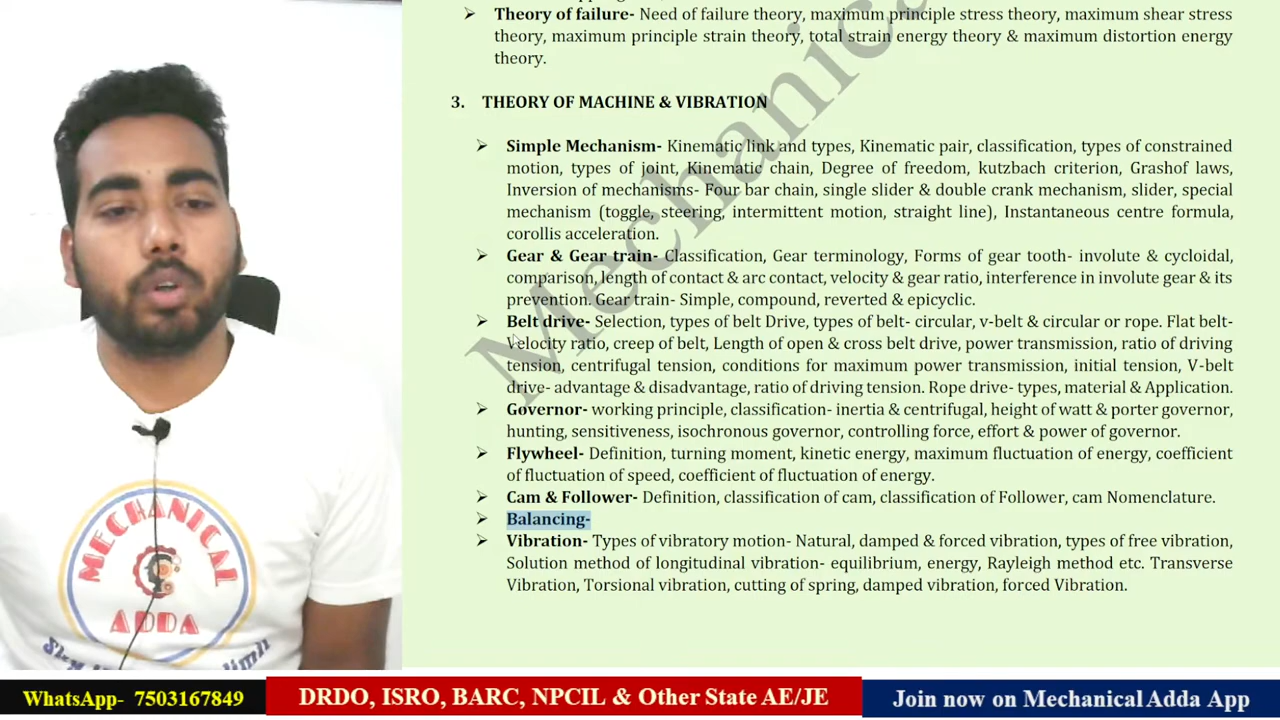 Theory of failure- Need of failure theory, maximum principle stress theory, maximum shear stress
theory, maximum principle strain theory, total strain energy theory & maximum distortion energy
theory.
3. THEORY OF MACHINE & VIBRATION
Simple Mechanism- Kinematic link and types, Kinematic pair, classification, types of constrained
motion, types of joint, Kinematic chain, Degree of freedom, kutzbach criterion, Grashof laws,
Inversion of mechanisms- Four bar chain, single slider & double crank mechanism, slider, special
mechanism (toggle, steering, intermittent motion, straight line), Instantaneous centre formula,
corollis acceleration.
Gear & Gear train- Classification, Gear terminology, Forms of gear tooth- involute & cycloidal,
comparison, length of contact & arc contact, velocity & gear ratio, interference in involute gear & its
prevention. Gear train- Simple, compound, reverted & epicyclic.
Belt drive- Selection, types of belt Drive, types of belt- circular, v-belt & circular or rope. Flat belt-
Velocity ratio, creep of belt, Length of open & cross belt drive, power transmission, ratio of driving
tension, centrifugal tension, conditions for maximum power transmission, initial tension, V-belt
drive- advantage & disadvantage, ratio of driving tension. Rope drive- types, material & Application.
Governor- working principle, classification- inertia & centrifugal, height of watt & porter governor,
hunting, sensitiveness, isochronous governor, controlling force, effort & power of governor.
Flywheel- Definition, turning moment, kinetic energy, maximum fluctuation of energy, coefficient
of fluctuation of speed, coefficient of fluctuation of energy.
Cam & Follower- Definition, classification of cam, classification of Follower, cam Nomenclature.
Balancing-
Vibration- Types of vibratory motion- Natural, damped & forced vibration, types of free vibration,
Solution method of longitudinal vibration- equilibrium, energy, Rayleigh method etc. Transverse
Vibration, Torsional vibration, cutting of spring, damped vibration, forced Vibration.
Mechanica
MECHANICAL
ADDA
WhatsApp- 7503167849
DRDO, ISRO, BARC, NPCIL & Other State AE/JE
Join now on Mechanical Adda App